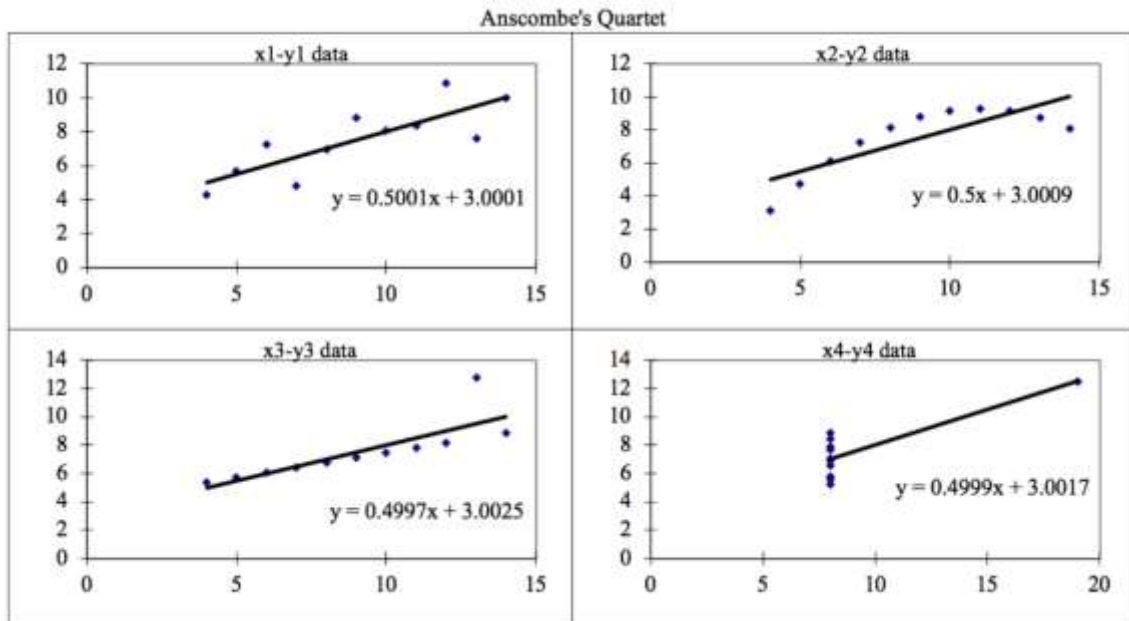 Anscombe's Quartet
x1-y1 data
12
10
8
6
4
2
0
0 5 10 15
y = 0.5001x + 3.0001
x2-y2 data
12
10
8
6
4
2
0
0 5 10 15
y = 0.5x + 3.0009
x3-y3 data
14
12
10
8
6
4
2
0
0 5 10 15
y = 0.4997x + 3.0025
x4-y4 data
14
12
10
8
6
4
2
0
0 5 10 15 20
y = 0.4999x + 3.0017